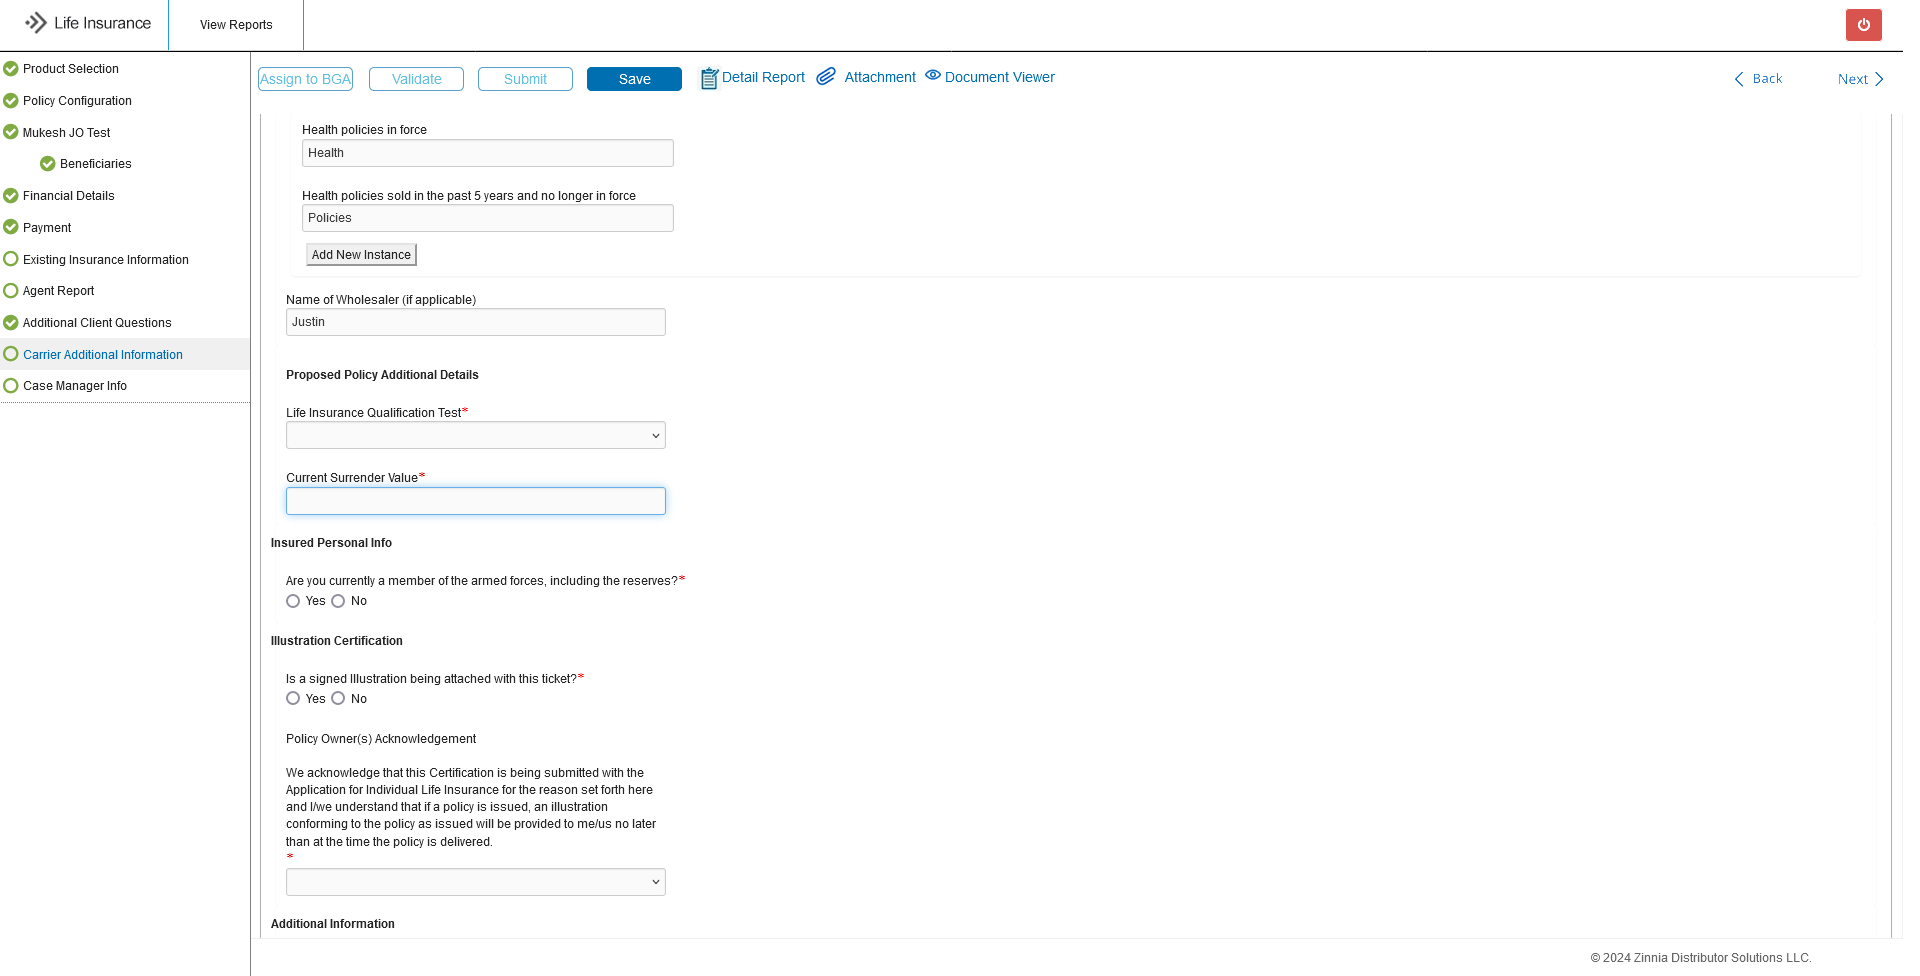 Life Insurance
View Reports
Product Selection
Policy Configuration
Mukesh JO Test
Beneficiaries
Financial Details
Payment
Existing Insurance Information
Agent Report
Additional Client Questions
Carrier Additional Information
Case Manager Info
Assign to BGA
Validate
Submit
Save
Detail Report
Attachment
Document Viewer
Back
Next
Health policies in force
Health
Health policies sold in the past 5 years and no longer in force
Policies
Add New Instance
Name of Wholesaler (if applicable)
Justin
Proposed Policy Additional Details
Life Insurance Qualification Test*
Current Surrender Value*
Insured Personal Info
Are you currently a member of the armed forces, including the reserves?*
Yes No
Illustration Certification
Is a signed Illustration being attached with this ticket?*
Yes No
Policy Owner(s) Acknowledgement
We acknowledge that this Certification is being submitted with the
Application for Individual Life Insurance for the reason set forth here
and I/we understand that if a policy is issued, an illustration
conforming to the policy as issued will be provided to me/us no later
than at the time the policy is delivered.
*
Additional Information
© 2024 Zinnia Distributor Solutions LLC.